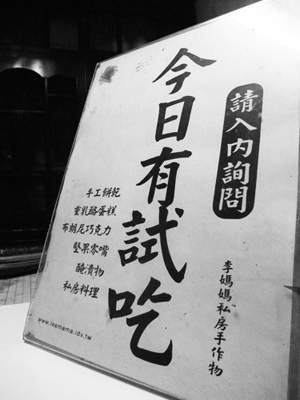 請入內詢問
今日有試吃
李媽媽私房手作物
手工餅乾
重乳酪蛋糕
布朗尼巧克力
堅果零嘴
醃漬物
私房料理
www.leemama.idv.tw